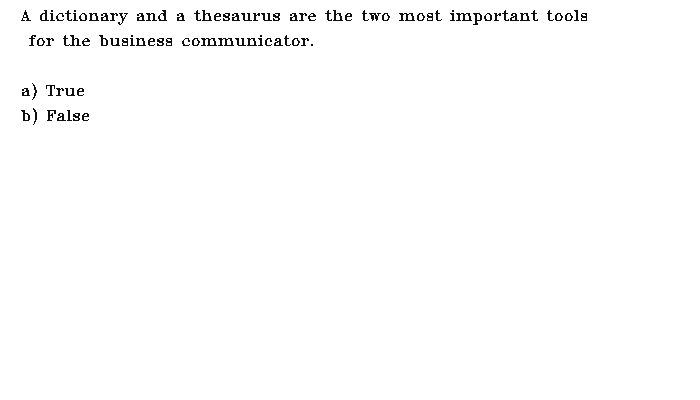 A dictionary and a thesaurus are the two most important tools
for the business communicator.
a) True
b) False